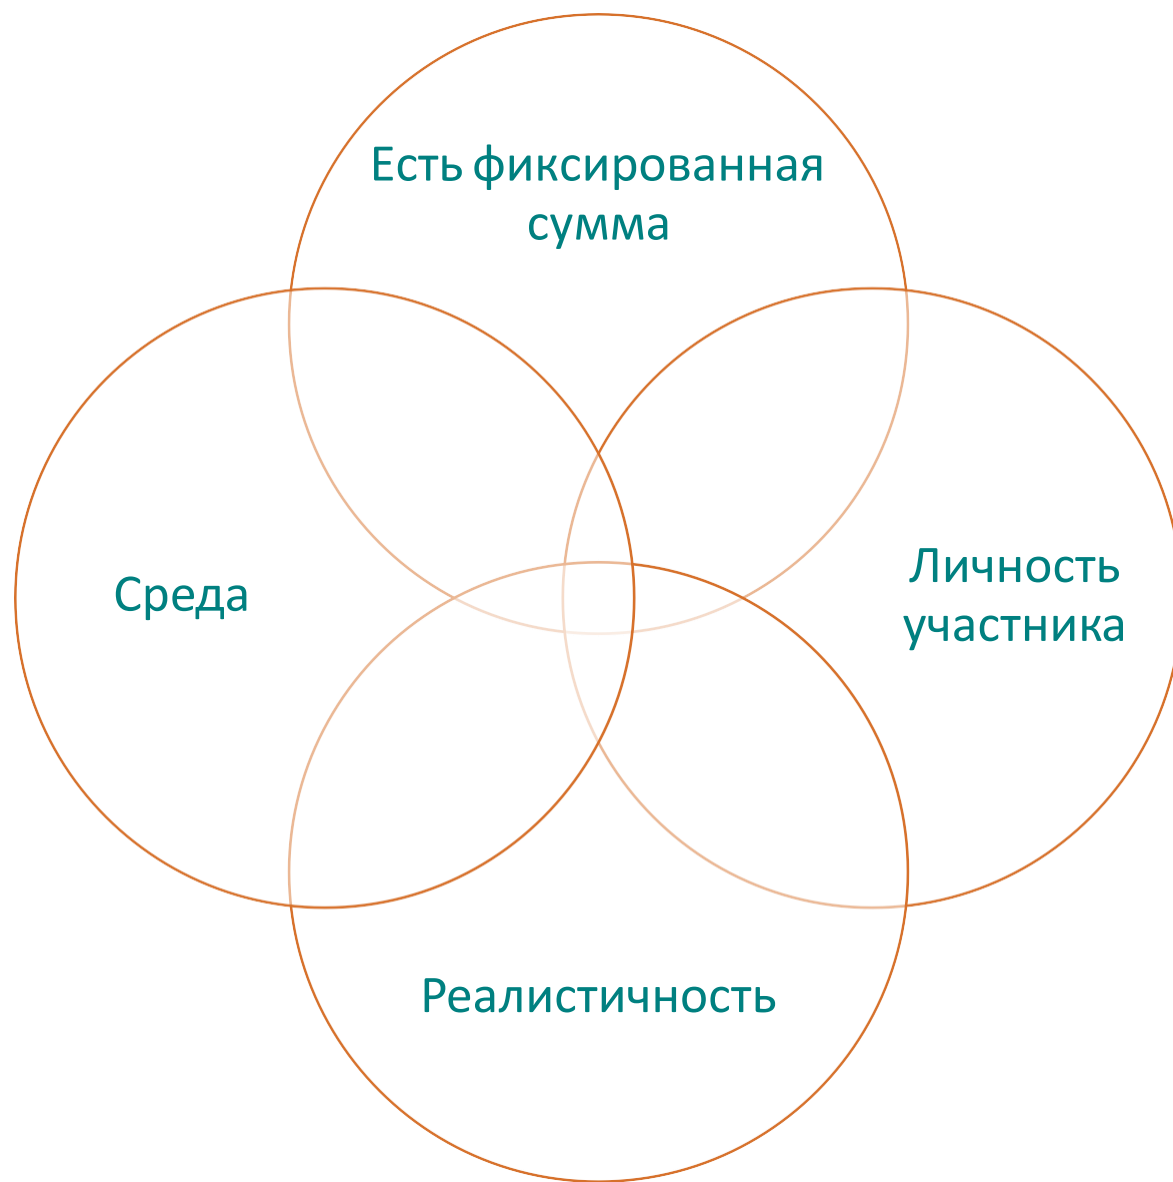 Есть фиксированная
сумма
Среда
Личность
участника
Реалистичность